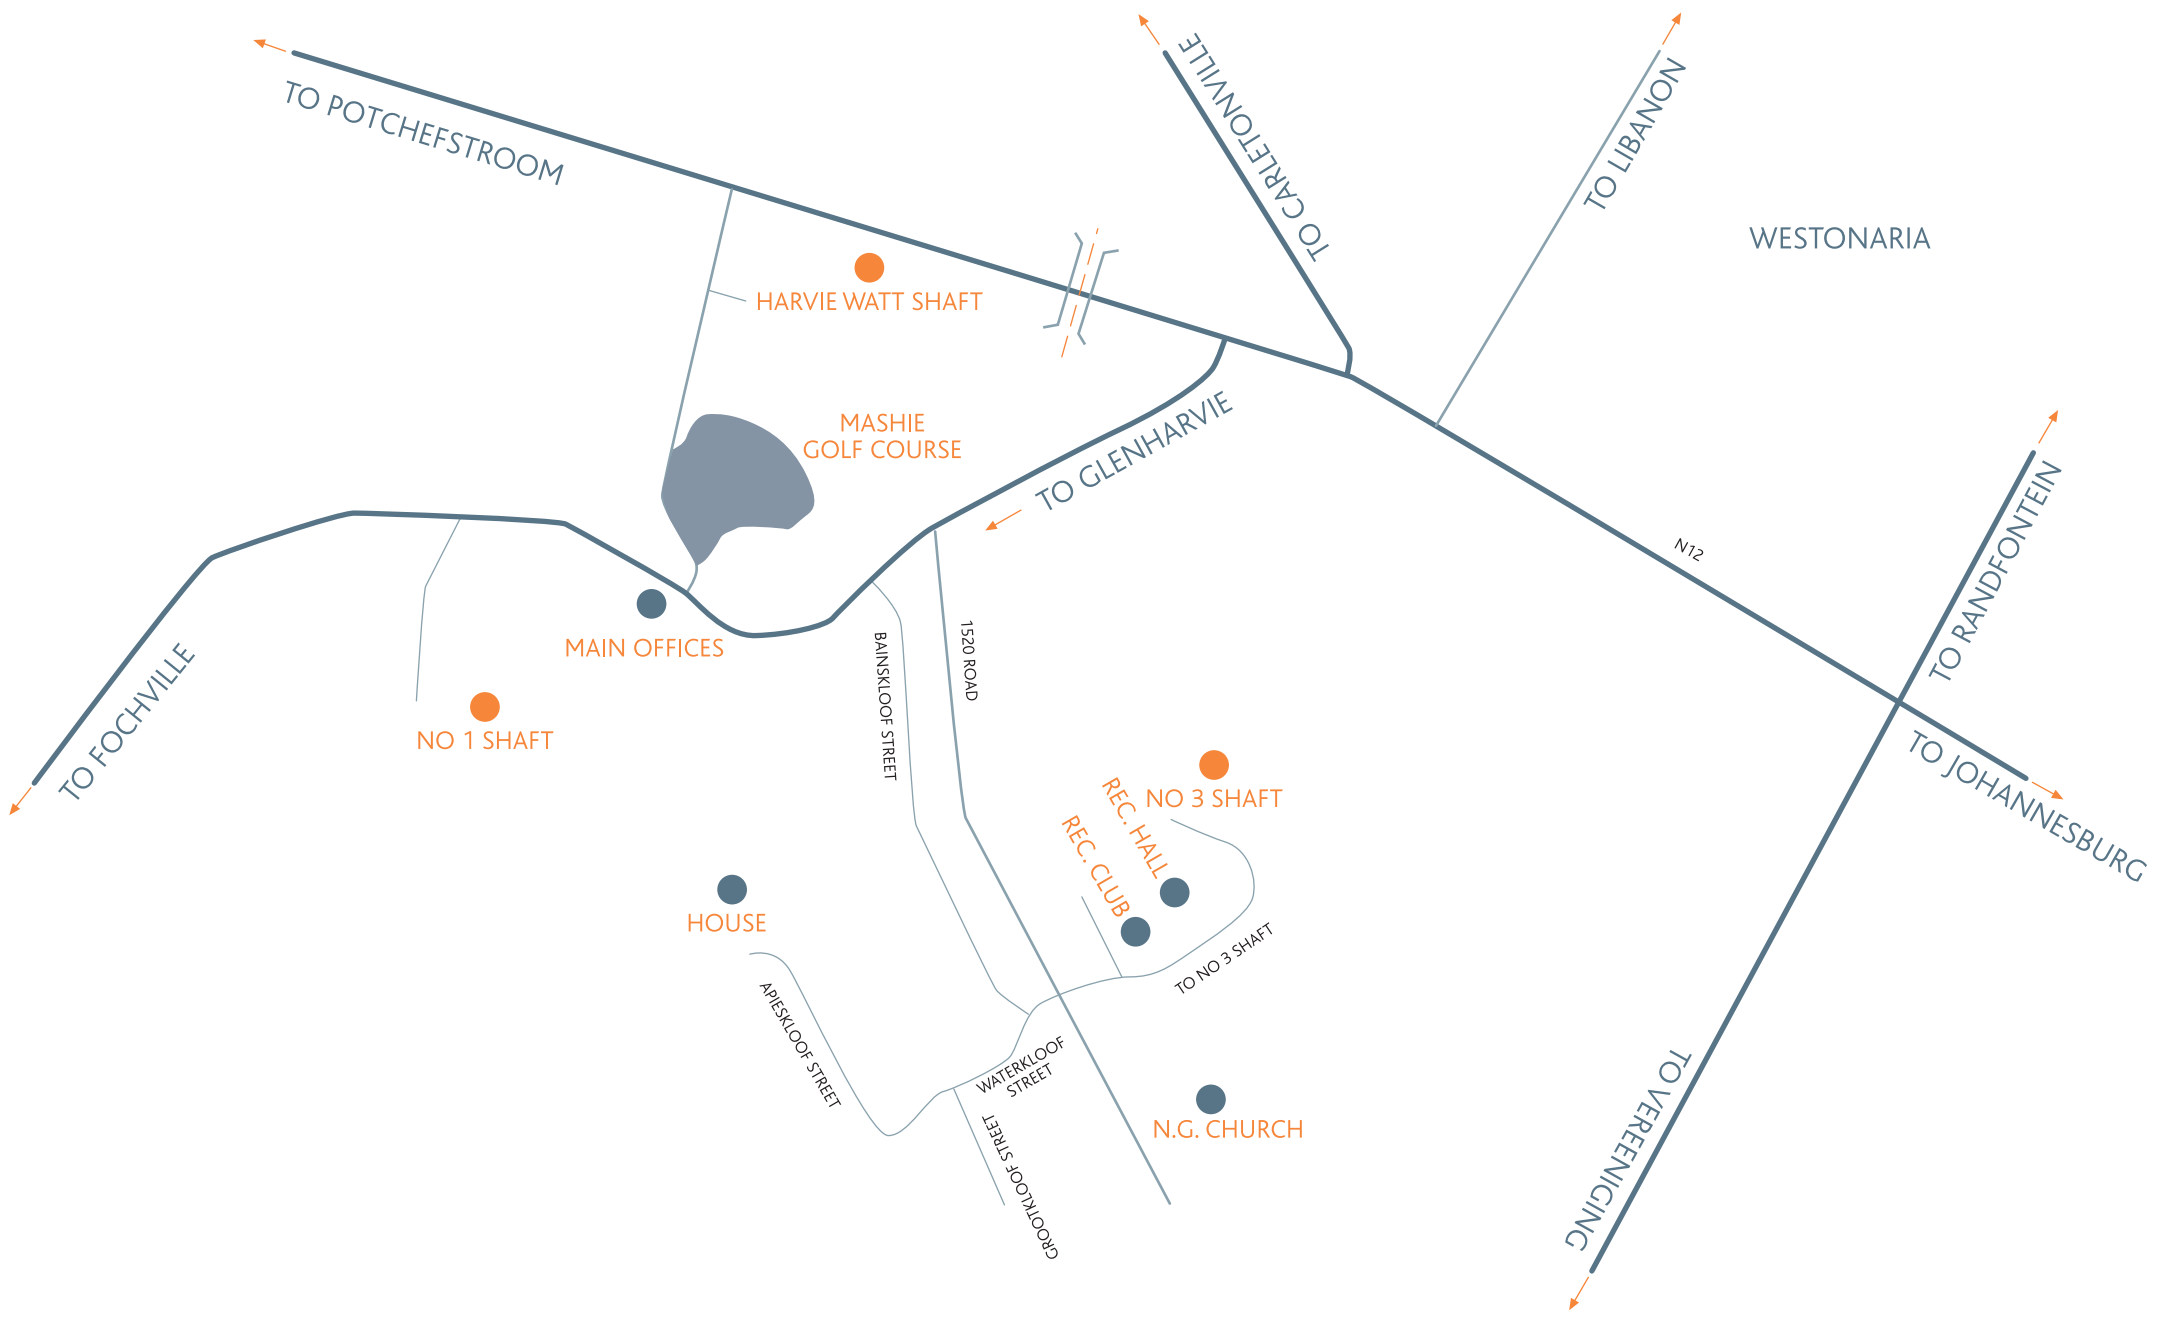 TO POTCHEFSTROOM
TO CARLETONVILLE
TO LIBANON
WESTONARIA
HARVIE WATT SHAFT
MASHIE
GOLF COURSE
TO GLENHARVIE
N12
TO RANDFONTEIN
TO FOCHVILLE
MAIN OFFICES
NO 1 SHAFT
BAINSKLOOF STREET
1520 ROAD
NO 3 SHAFT
REC. HALL
REC. CLUB
TO JOHANNESBURG
HOUSE
APIESKLOOF STREET
TO NO 3 SHAFT
WATERKLOOF
STREET
GROOTKLOOF STREET
N.G. CHURCH
TO VEREENIGING